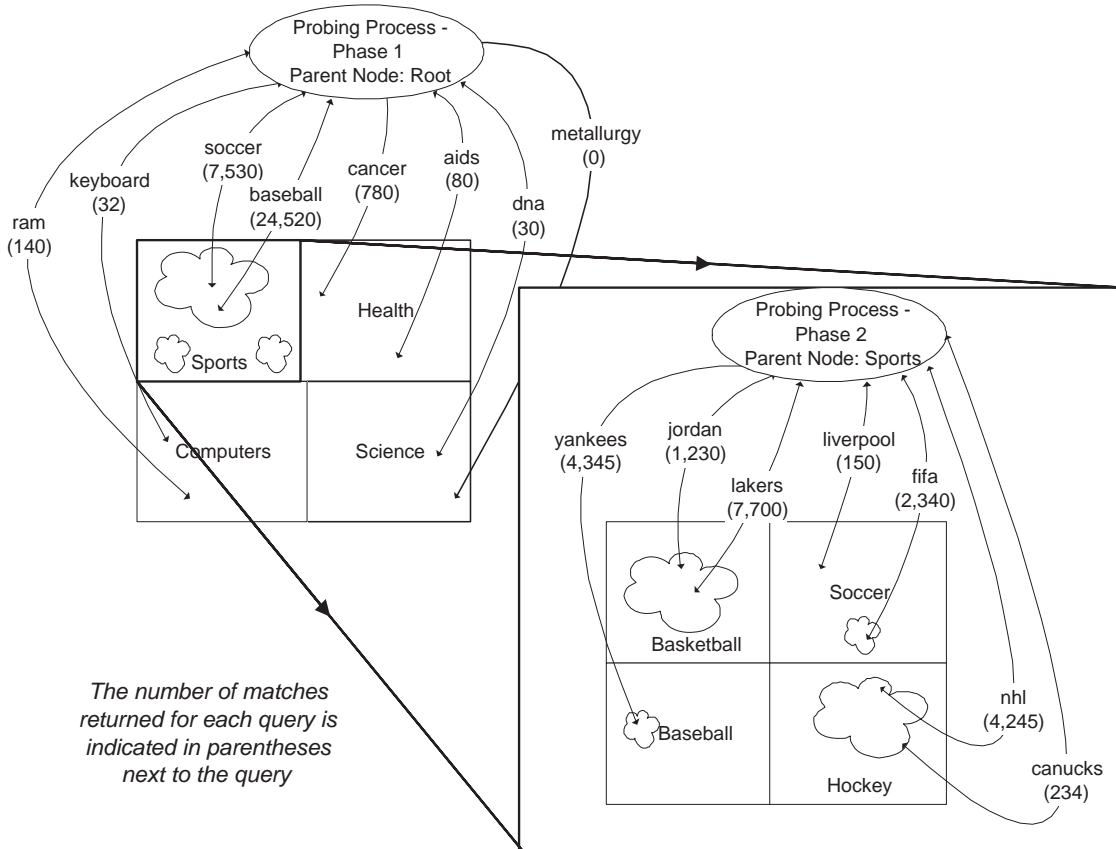 Probing Process -
Phase 1
Parent Node: Root
metallurgy
(0)
soccer
(7,530)
cancer
(780)
aids
(80)
keyboard
(32)
baseball
(24,520)
dna
(30)
ram
(140)
Health
Sports
Computers
Science
Probing Process -
Phase 2
Parent Node: Sports
yankees
(4,345)
jordan
(1,230)
liverpool
(150)
lakers
(7,700)
fifa
(2,340)
Soccer
Basketball
nhl
(4,245)
Baseball
canucks
(234)
Hockey
The number of matches
returned for each query is
indicated in parentheses
next to the query